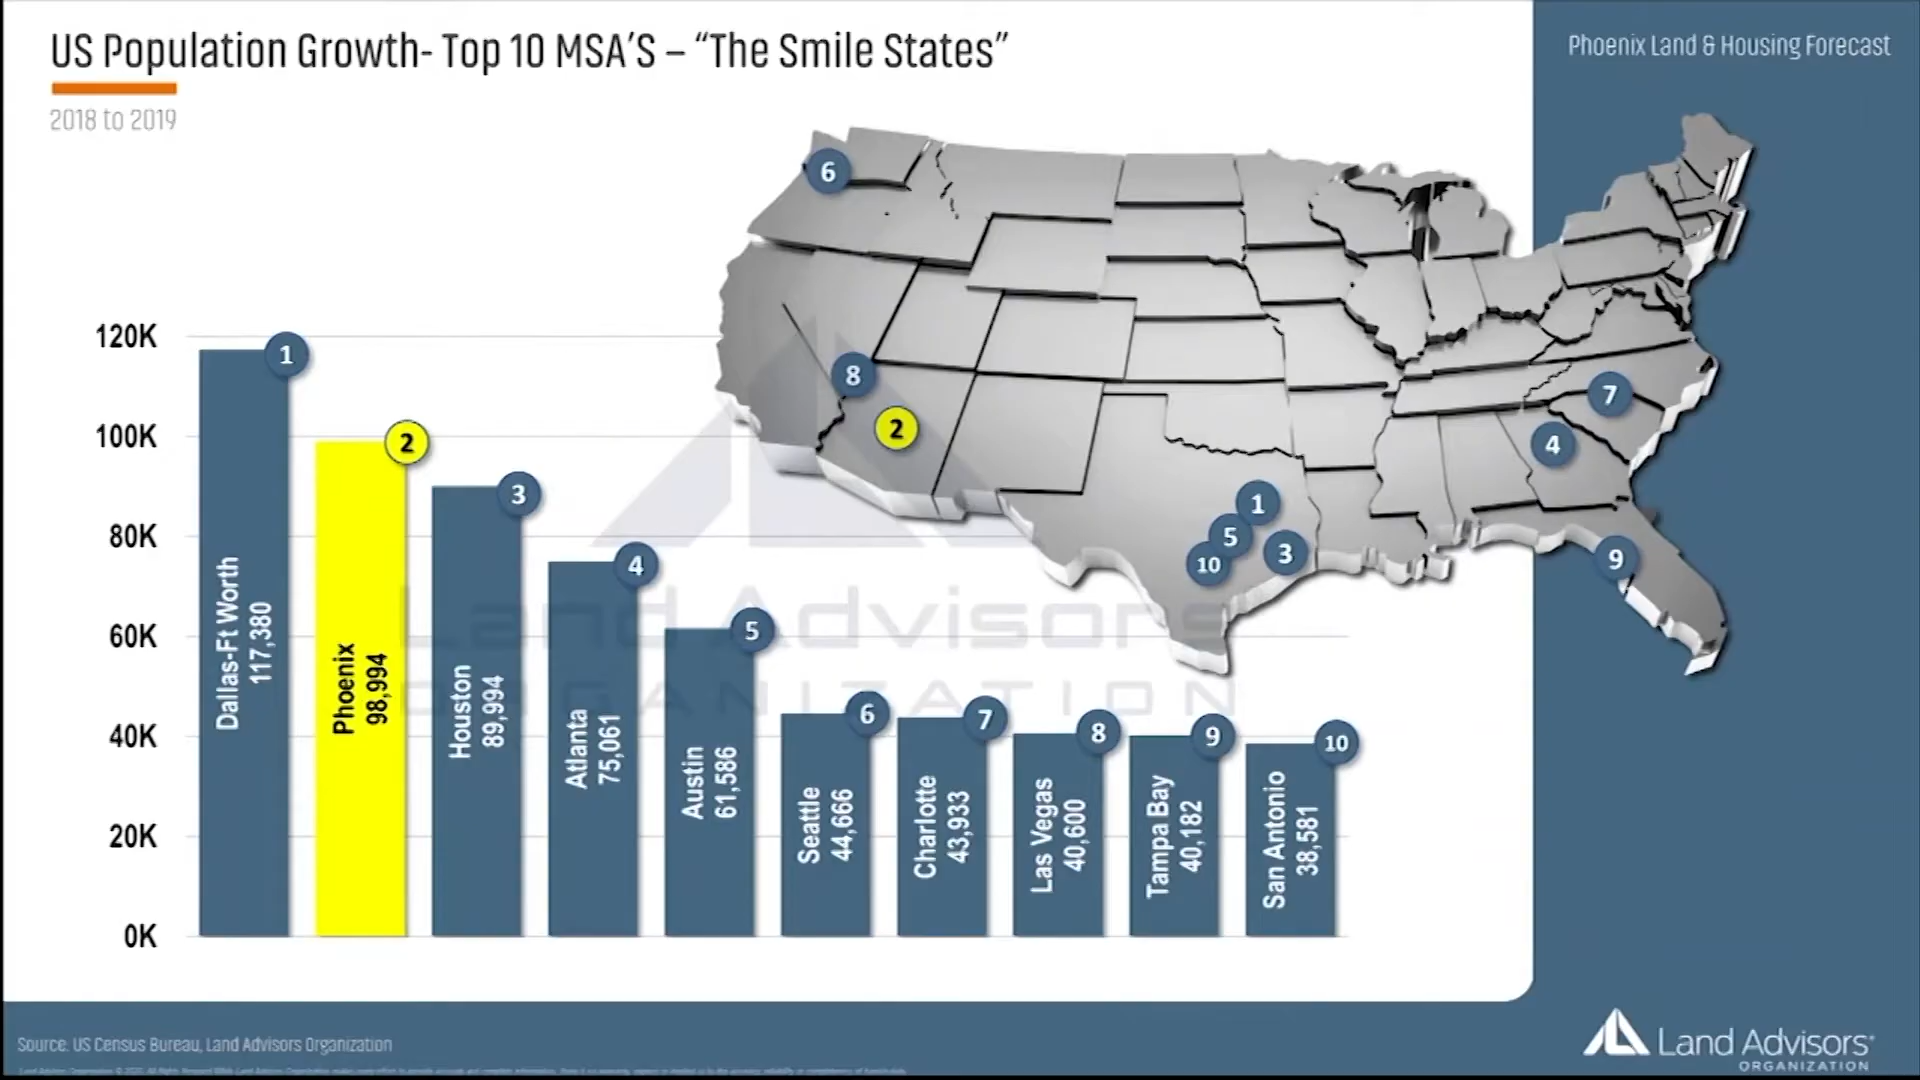 US Population Growth- Top 10 MSA'S – “The Smile States”
Phoenix Land & Housing Forecast
2018 to 2019
6
8
2
7
4
1
5
3
10
9
120K
100K
80K
60K
40K
20K
0K
1
2
3
4
5
6
7
8
9
10
Dallas-Ft Worth
117,380
Phoenix
98,994
Houston
89,994
Atlanta
75,061
Austin
61,586
Seattle
44,666
Charlotte
43,933
Las Vegas
40,600
Tampa Bay
40,182
San Antonio
38,581
Land Advisors
ORGANIZATION
Source: US Census Bureau, Land Advisors Organization
Land Advisors
ORGANIZATION